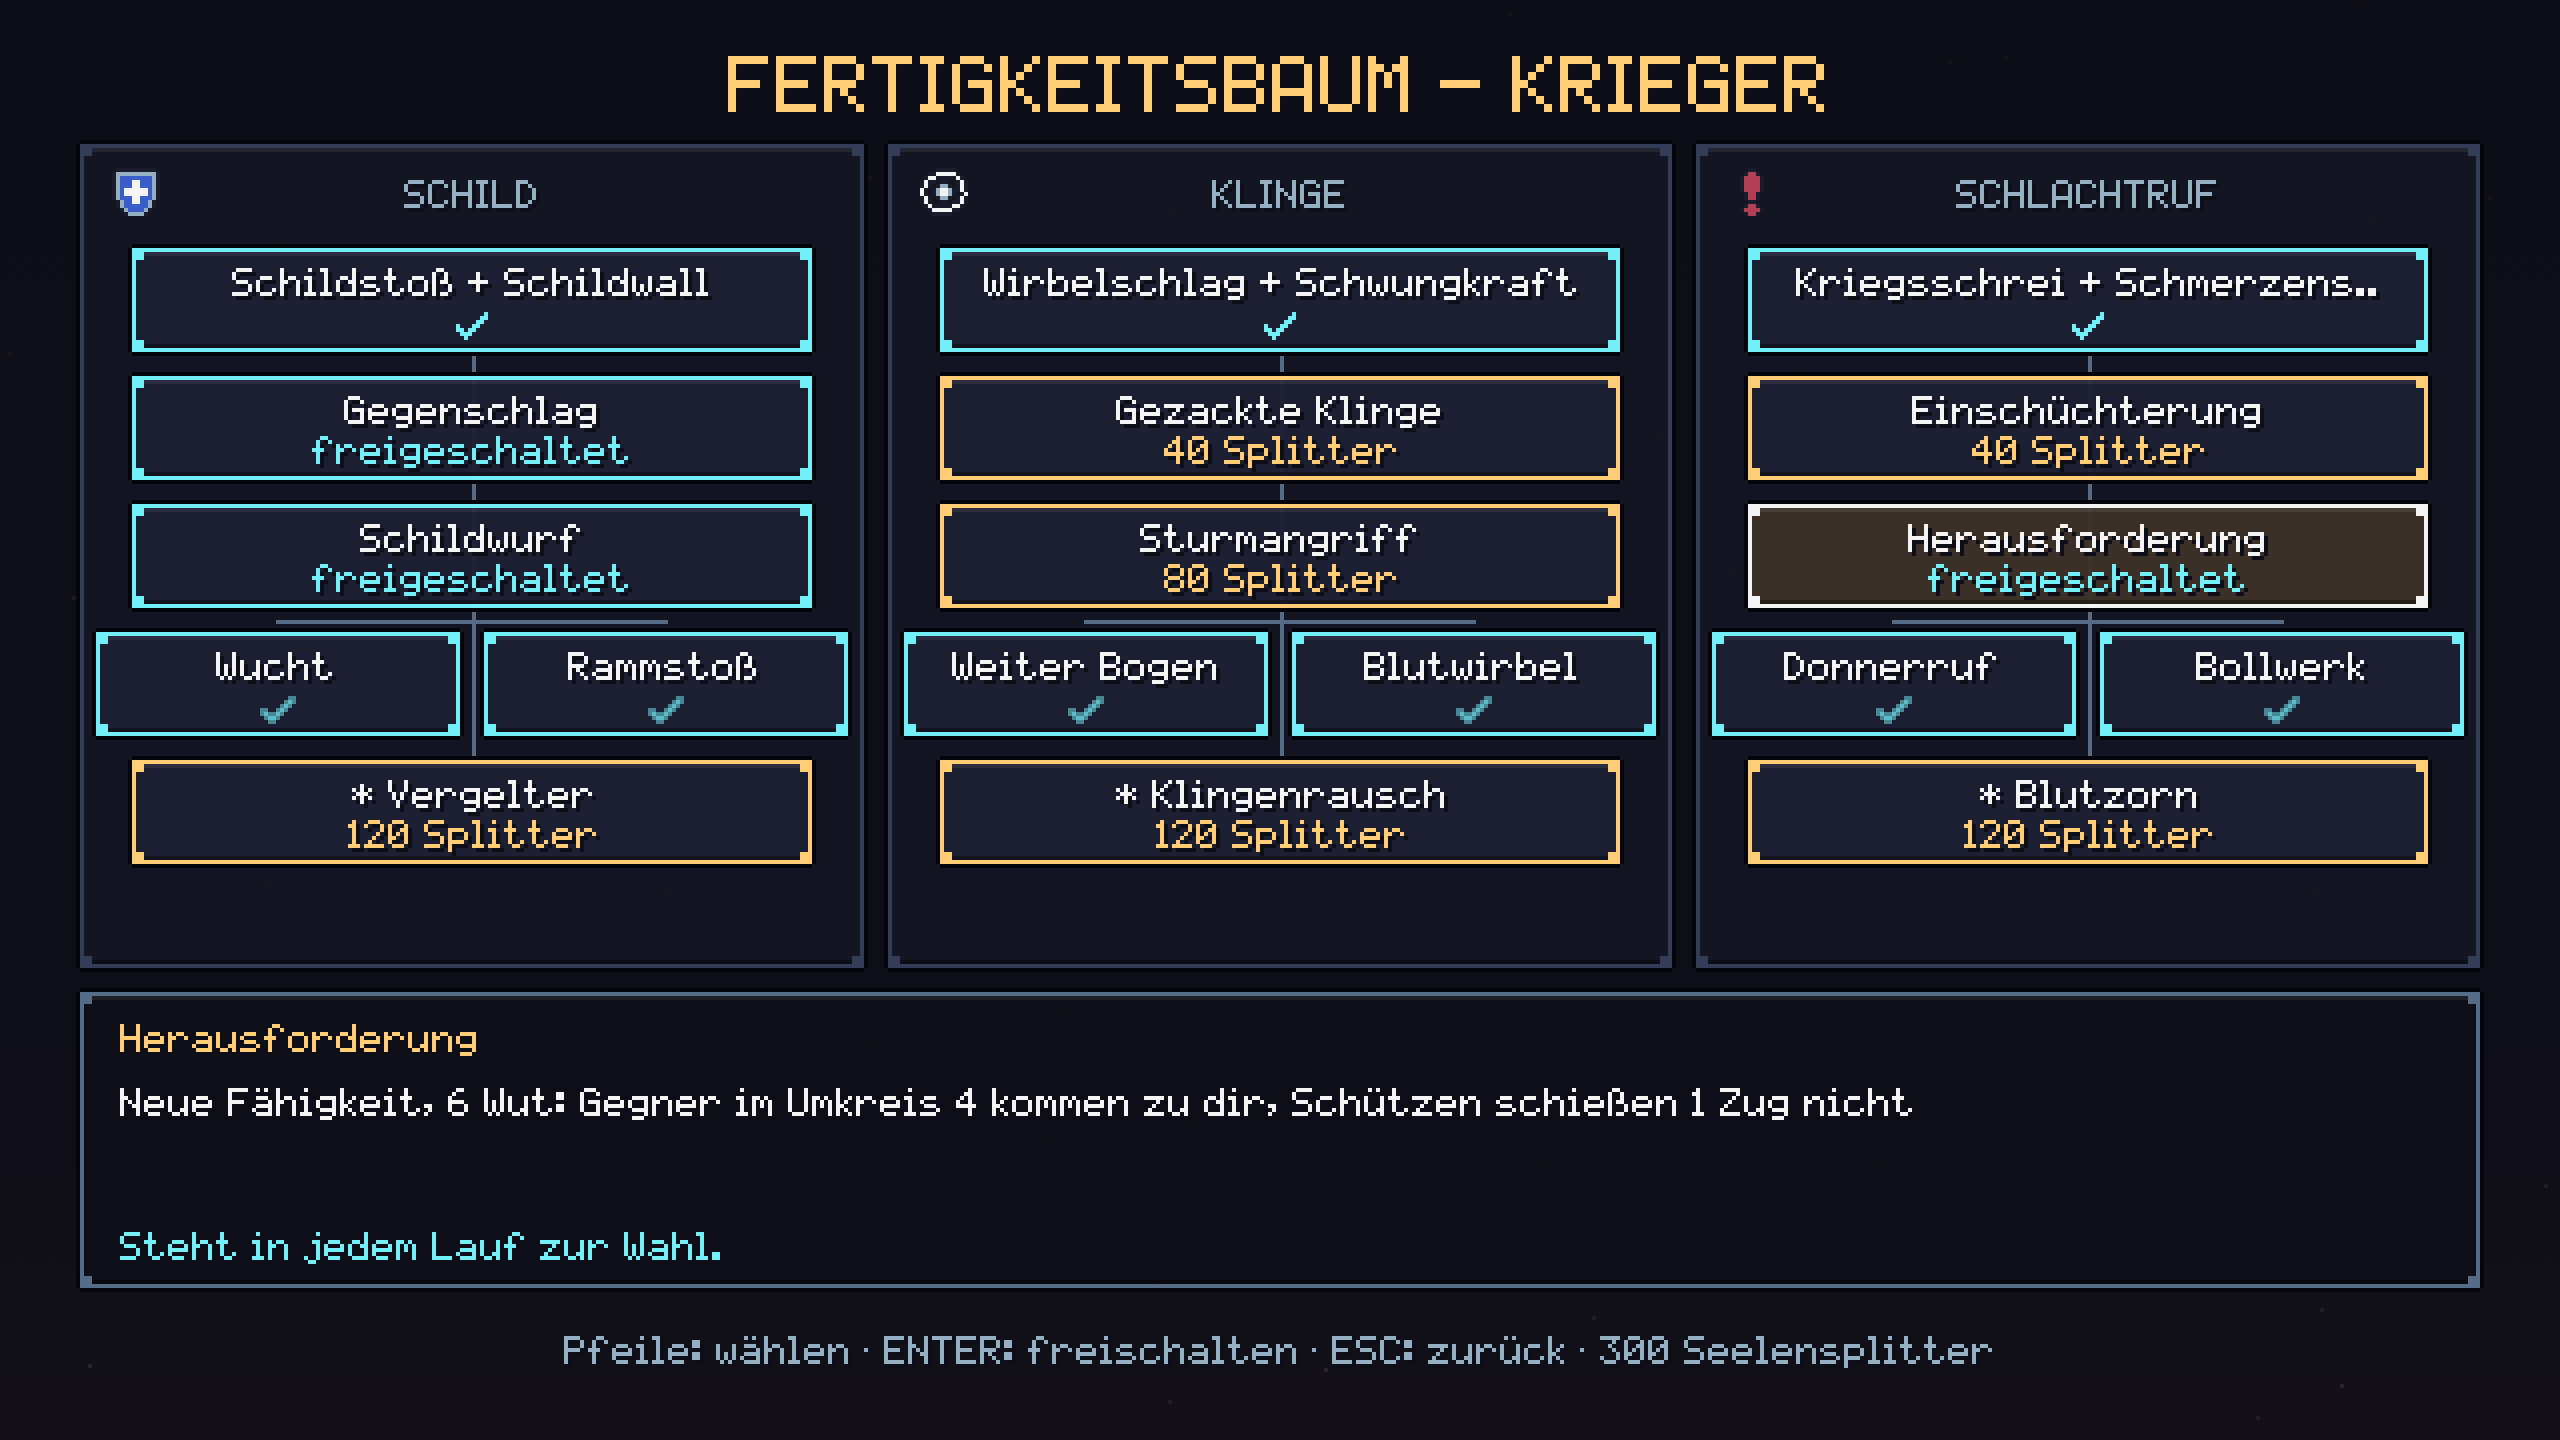 FERTIGKEITSBAUM - KRIEGER
SCHILD
Schildstoß + Schildwall
Gegenschlag
freigeschaltet
Schildwurf
freigeschaltet
Wucht
Rammstoß
* Vergelter
120 Splitter
KLINGE
Wirbelschlag + Schwungkraft
Gezackte Klinge
40 Splitter
Sturmangriff
80 Splitter
Weiter Bogen
Blutwirbel
* Klingenrausch
120 Splitter
SCHLACHTRUF
Kriegsschrei + Schmerzens..
Einschüchterung
40 Splitter
Herausforderung
freigeschaltet
Donnerruf
Bollwerk
* Blutzorn
120 Splitter
Herausforderung
Neue Fähigkeit, 6 Wut: Gegner im Umkreis 4 kommen zu dir, Schützen schießen 1 Zug nicht
Steht in jedem Lauf zur Wahl.
Pfeile: wählen · ENTER: freischalten · ESC: zurück · 300 Seelensplitter